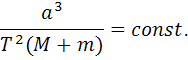 a³ / T²(M + m) = const.